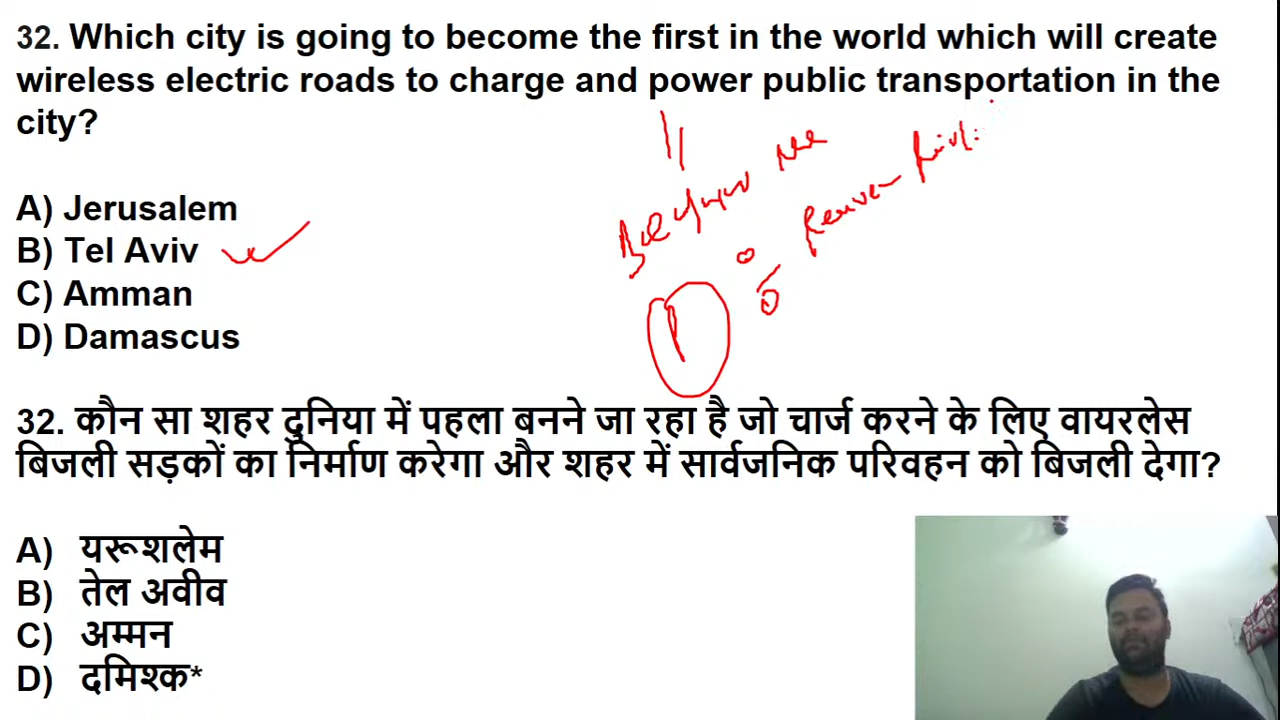 32. Which city is going to become the first in the world which will create
wireless electric roads to charge and power public transportation in the
city?
A) Jerusalem
B) Tel Aviv
C) Amman
D) Damascus
32. कौन सा शहर दुनिया में पहला बनने जा रहा है जो चार्ज करने के लिए वायरलेस
बिजली सड़कों का निर्माण करेगा और शहर में सार्वजनिक परिवहन को बिजली देगा?
A) यरूशलेम
B) तेल अवीव
C) अम्मन
D) दमिश्क*